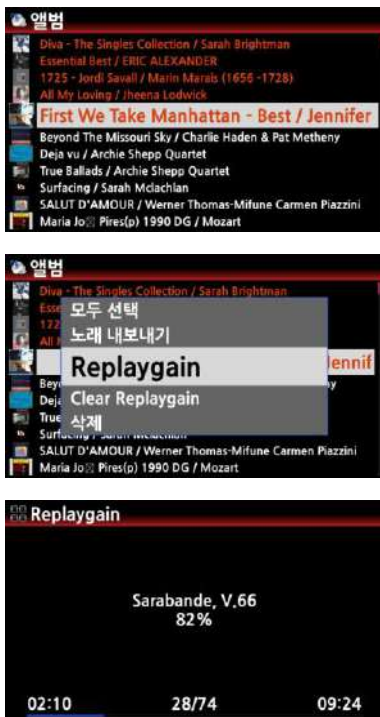 앨범
Diva - The Singles Collection / Sarah Brightman
Essential Best / ERIC ALEXANDER
1725 - Jordi Savall / Marin Marais (1656 -1728)
All My Loving / Jheena Lodwick
First We Take Manhattan - Best / Jennifer
Beyond The Missouri Sky / Charlie Haden & Pat Metheny
Deja vu / Archie Shepp Quartet
True Ballads / Archie Shepp Quartet
Surfacing / Sarah Mclachlan
SALUT D'AMOUR / Werner Thomas-Mifune Carmen Piazzini
Maria Jo Pires(p) 1990 DG / Mozart
앨범
Diva - The Singles Collection / Sarah Brightman
모두 선택
노래 내보내기
Replaygain
Jennif
Clear Replaygain
삭제
SALUT D'AMOUR / Werner Thomas-Mifune Carmen Piazzini
Maria Jo Pires(p) 1990 DG / Mozart
Replaygain
Sarabande, V.66
82%
02:10 28/74 09:24